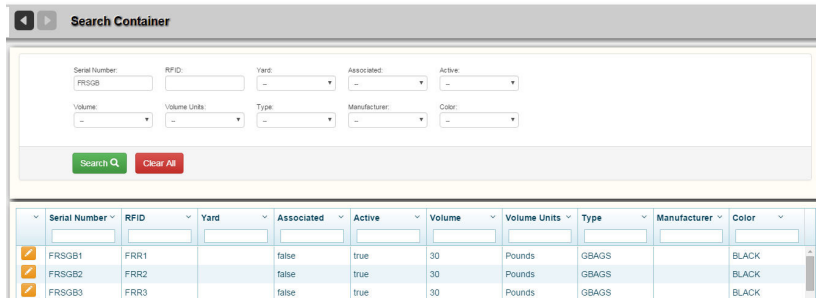 Search Container
Serial Number: RFID: Yard: Associated: Active:
FRSGB -- -- --
Volume: Volume Units: Type: Manufacturer: Color:
-- -- -- -- --
Search Clear All
Serial Number RFID Yard Associated Active Volume Volume Units Type Manufacturer Color
FRSGB1 FRR1 false true 30 Pounds GBAGS BLACK
FRSGB2 FRR2 false true 30 Pounds GBAGS BLACK
FRSGB3 FRR3 false true 30 Pounds GBAGS BLACK